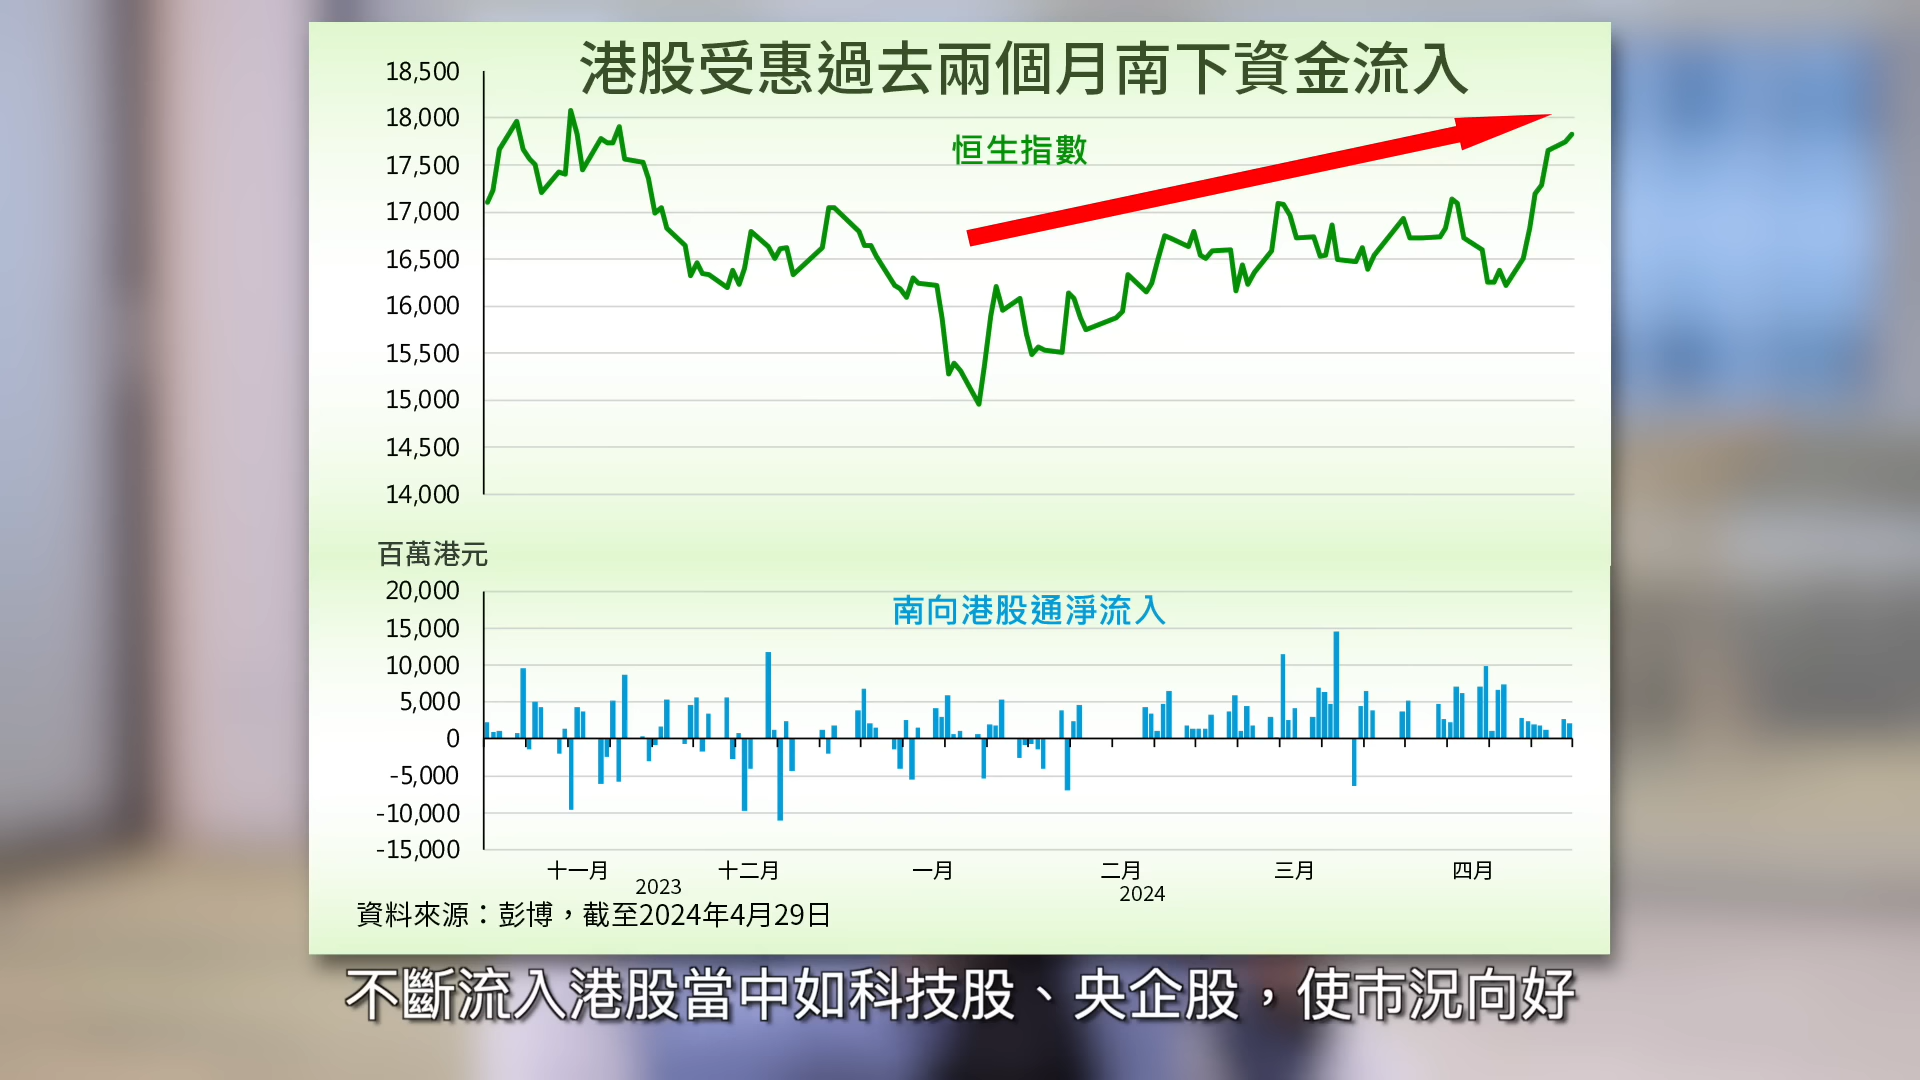 港股受惠過去兩個月南下資金流入
18,500
18,000
17,500
17,000
16,500
16,000
15,500
15,000
14,500
14,000
恒生指數
百萬港元
20,000
15,000
10,000
5,000
0
-5,000
-10,000
-15,000
南向港股通淨流入
十一月 十二月 一月 二月 三月 四月
2023 2024
資料來源：彭博，截至2024年4月29日
不斷流入港股當中如科技股、央企股，使市況向好